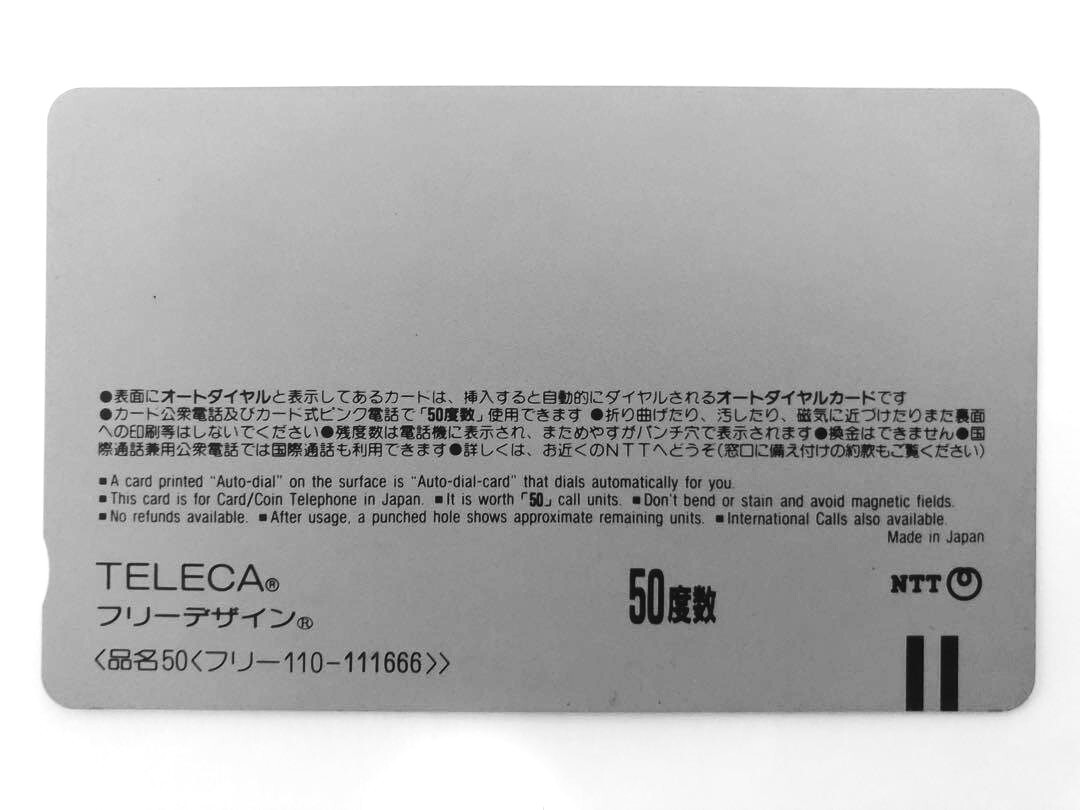 ●表面にオートダイヤルと表示してあるカードは、挿入すると自動的にダイヤルされるオートダイヤルカードです
●カード公衆電話及びカード式ピンク電話で「50度数」使用できます ●折り曲げたり、汚したり、磁気に近づけたりまた裏面
への印刷等はしないでください●残度数は電話機に表示され、まためやすがパンチ穴で表示されます●換金はできません●国
際通話兼用公衆電話では国際通話も利用できます●詳しくは、お近くのNTTへどうぞ(窓口に備え付けの約款もご覧ください)
■A card printed "Auto-dial" on the surface is "Auto-dial-card" that dials automatically for you.
■This card is for Card/Coin Telephone in Japan. ■It is worth「50」call units. ■Don't bend or stain and avoid magnetic fields.
■No refunds available. ■After usage, a punched hole shows approximate remaining units. ■International Calls also available.
Made in Japan
TELECA®
フリーデザイン®
50度数
NTT
〈品名50〈フリー110-111666〉〉